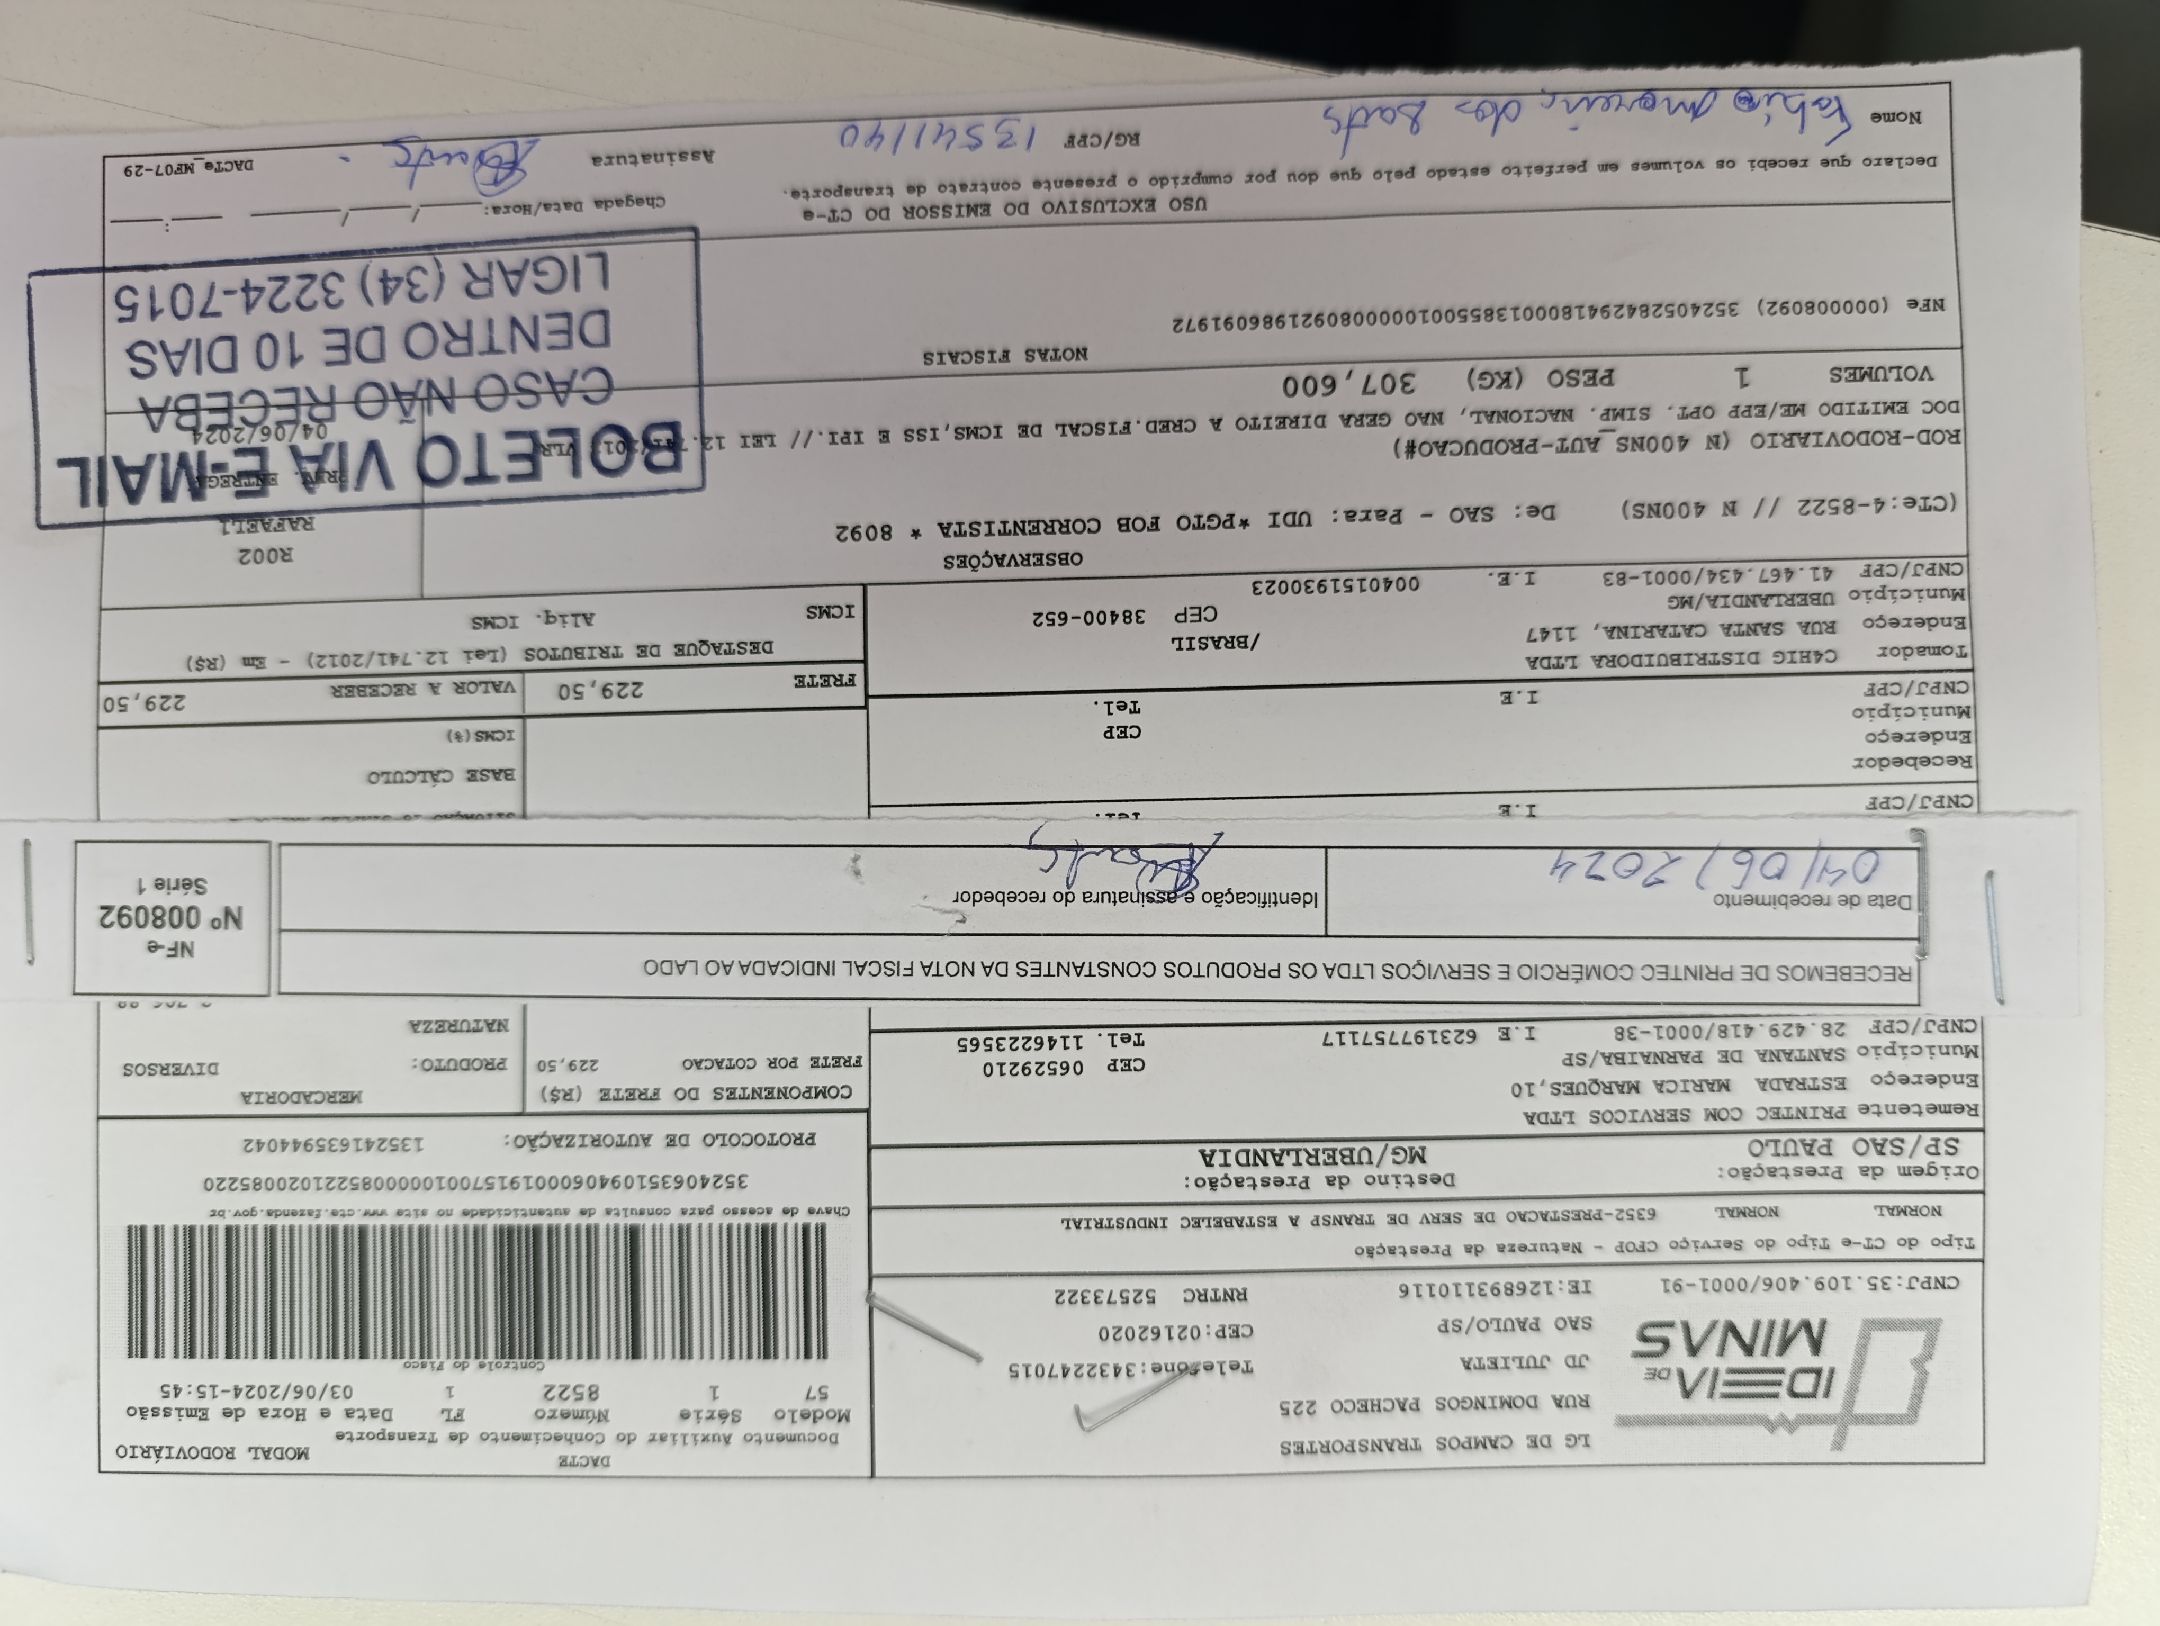 IDEIA DE MINAS
LG DE CAMPOS TRANSPORTES
RUA DOMINGOS PACHECO 225
JD JULIETA Telefone:3432247015
SAO PAULO/SP CEP:02162020
CNPJ:35.109.406/0001-91 IE:126893110116 RNTRC 52573322
DACTE MODAL RODOVIÁRIO
Documento Auxiliar do Conhecimento de Transporte
Modelo Série Número FL Data e Hora de Emissão
57 1 8522 1 03/06/2024-15:45
Controle do Fisco
Chave de acesso para consulta de autenticidade no site www.cte.fazenda.gov.br
35240635109406000191570010000085221020085220
PROTOCOLO DE AUTORIZAÇÃO: 135241635944042
Tipo do CT-e Tipo do Serviço CFOP - Natureza da Prestação
NORMAL NORMAL 6352-PRESTACAO DE SERV DE TRANSP A ESTABELEC INDUSTRIAL
Origem da Prestação: Destino da Prestação:
SP/SAO PAULO MG/UBERLANDIA
Remetente PRINTEC COM SERVICOS LTDA
Endereço ESTRADA MARICA MARQUES,10
Município SANTANA DE PARNAIBA/SP CEP 06529210
CNPJ/CPF 28.429.418/0001-38 I.E 623197757117 Tel. 1146223565
COMPONENTES DO FRETE (R$) MERCADORIA
FRETE POR COTACAO 229,50 PRODUTO: DIVERSOS
NATUREZA
RECEBEMOS DE PRINTEC COMÉRCIO E SERVIÇOS LTDA OS PRODUTOS CONSTANTES DA NOTA FISCAL INDICADA AO LADO
Data de recebimento Identificação e assinatura do recebedor
04/06/2024
NF-e
Nº 008092
Série 1
CNPJ/CPF I.E Tel.
Recebedor
Endereço
Município CEP
CNPJ/CPF I.E Tel.
BASE CÁLCULO
ICMS(%)
FRETE 229,50 VALOR A RECEBER 229,50
Tomador C4HIG DISTRIBUIDORA LTDA
Endereço RUA SANTA CATARINA, 1147 /BRASIL
Município UBERLANDIA/MG CEP 38400-652
CNPJ/CPF 41.467.434/0001-83 I.E. 0040151930023
DESTAQUE DE TRIBUTOS (Lei 12.741/2012) - Em (R$)
ICMS Aliq. ICMS
OBSERVAÇÕES
(CTe:4-8522 // N 400NS) De: SAO - Para: UDI *PGTO FOB CORRENTISTA * 8092
R002
RAFAELI
ROD-RODOVIARIO (N 400NS_AUT-PRODUCAO#)
DOC EMITIDO ME/EPP OPT. SIMP. NACIONAL, NAO GERA DIREITO A CRED.FISCAL DE ICMS,ISS E IPI.// LEI
PREV. ENTREGA
04/06/2024
VOLUMES 1 PESO (KG) 307,600
NOTAS FISCAIS
NFe (00008092) 35240528429418000138550010000080921986091972
BOLETO VIA E-MAIL
CASO NÃO RECEBA
DENTRO DE 10 DIAS
LIGAR (34) 3224-7015
USO EXCLUSIVO DO EMISSOR DO CT-e
Chegada Data/Hora: ____/____/____ ____:____
Declaro que recebi os volumes em perfeito estado pelo que dou por cumprido o presente contrato de transporte.
Nome Fabio Moreira dos Santos RG/CPF 13541140 Assinatura
DACTe_MF07-29